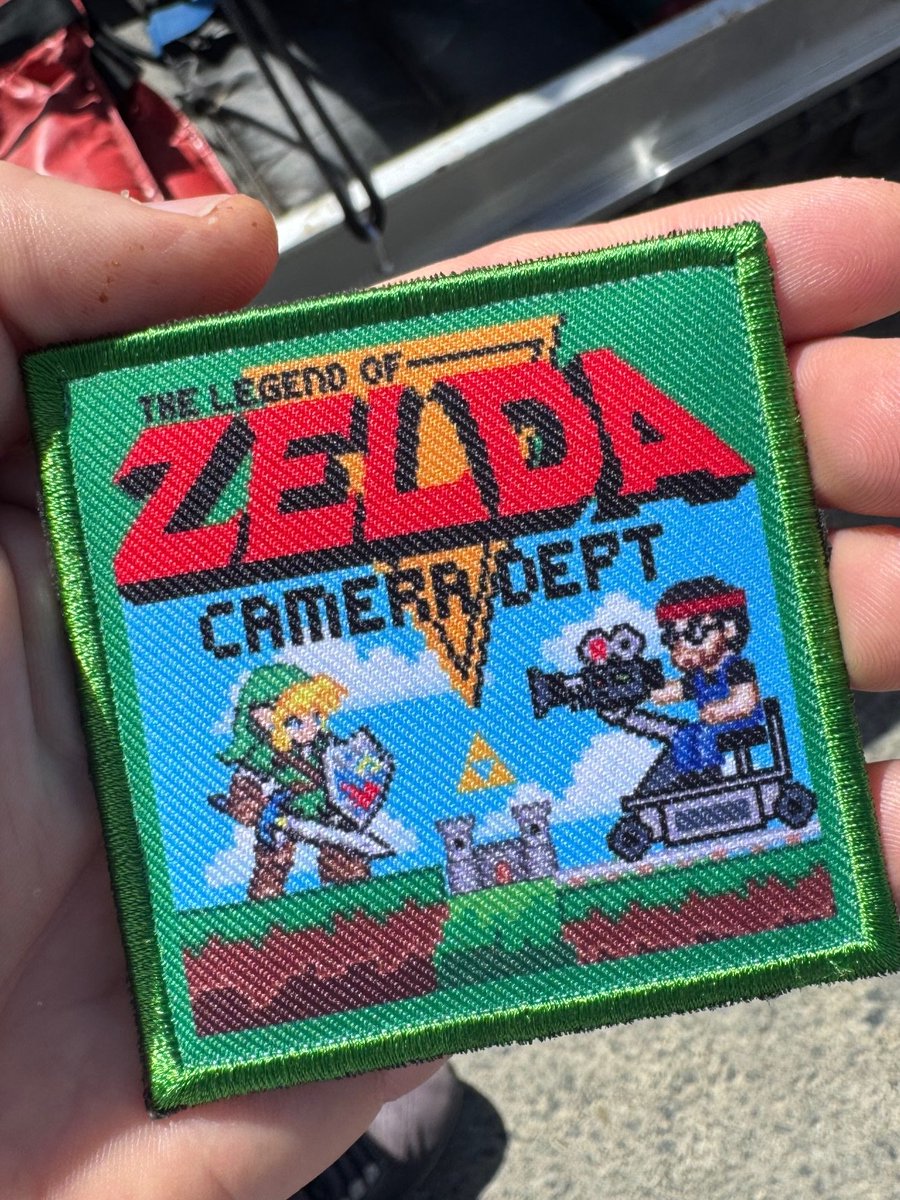 THE LEGEND OF
ZELDA
CAMERA DEPT